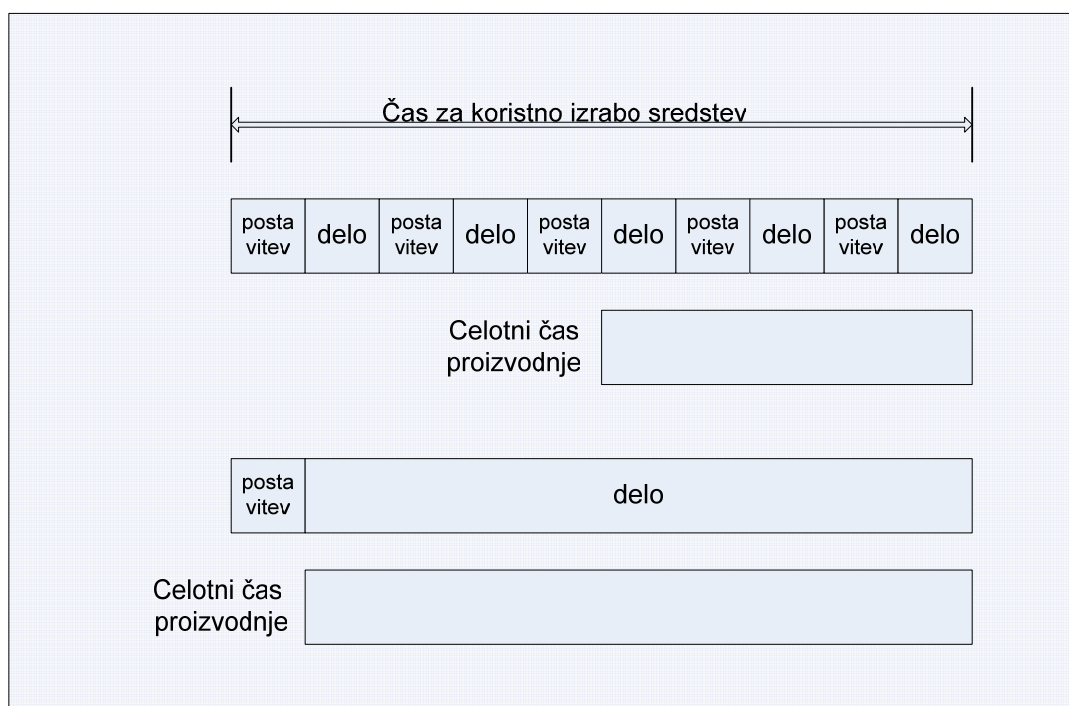 Čas za koristno izrabo sredstev
posta
vitev
delo
posta
vitev
delo
posta
vitev
delo
posta
vitev
delo
posta
vitev
delo
Celotni čas
proizvodnje
posta
vitev
delo
Celotni čas
proizvodnje